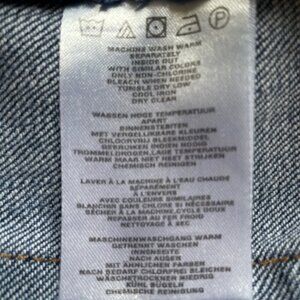 MACHINE WASH WARM
SEPARATELY
INSIDE OUT
WITH SIMILAR COLORS
ONLY NON-CHLORINE
BLEACH WHEN NEEDED
TUMBLE DRY LOW
COOL IRON
DRY CLEAN
WASSEN HOGE TEMPERATUUR
APART
BINNENSTEBUITEN
MET VERGELIJKBARE KLEUREN
CHLOORVRIJ BLEEKMIDDEL
GEBRUIKEN INDIEN NODIG
TROMMELDROGEN, LAGE TEMPERATUUR
WARM MAAR NIET HEET STRIJKEN
CHEMISCH REINIGEN
LAVER À LA MACHINE À L'EAU CHAUDE
SÉPARÉMENT
À L'ENVERS
AVEC COULEURS SIMILAIRES
BLANCHIR SANS CHLORE SI NÉCESSAIRE
SÉCHER À LA MACHINE, CYCLE DOUX
REPASSER AU FER FROID
NETTOYAGE À SEC
MASCHINENWASCHGANG WARM
GETRENNT WASCHEN
INNENSEITE
NACH AUßEN
MIT ÄHNLICHEN FARBEN
NACH BEDARF CHLORFREI BLEICHEN
WÄSCHETROCKNER NIEDRIG
KÜHL BÜGELN
CHEMISCHE REINIGUNG